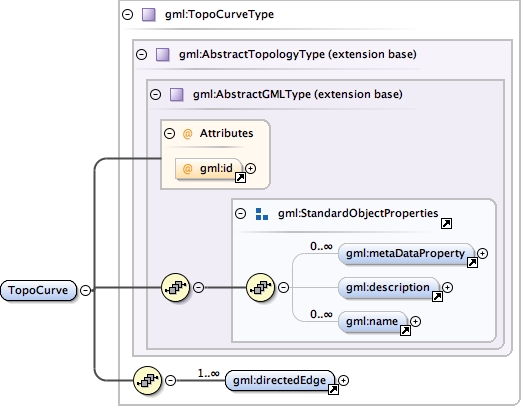 gml:TopoCurveType
gml:AbstractTopologyType (extension base)
gml:AbstractGMLType (extension base)
@ Attributes
@ gml:id
gml:StandardObjectProperties
0..∞
gml:metaDataProperty
TopoCurve
gml:description
0..∞
gml:name
1..∞
gml:directedEdge